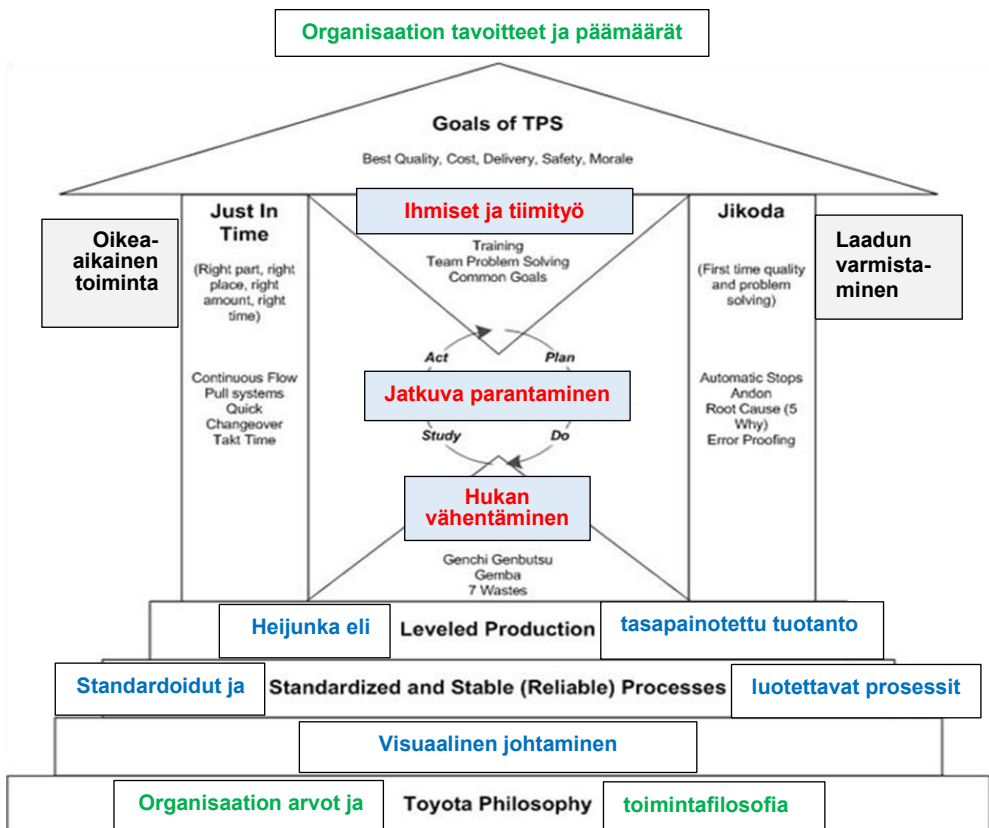 Organisaation tavoitteet ja päämäärät
Goals of TPS
Best Quality, Cost, Delivery, Safety, Morale
Oikea-
aikainen
toiminta
Just In
Time
(Right part, right
place, right
amount, right
time)
Continuous Flow
Pull systems
Quick
Changeover
Takt Time
Ihmiset ja tiimityö
Training
Team Problem Solving
Common Goals
Act
Plan
Jatkuva parantaminen
Study
Do
Hukan
vähentäminen
Genchi Genbutsu
Gemba
7 Wastes
Jikoda
(First time quality
and problem
solving)
Automatic Stops
Andon
Root Cause (5
Why)
Error Proofing
Laadun
varmista-
minen
Heijunka eli Leveled Production tasapainotettu tuotanto
Standardoidut ja Standardized and Stable (Reliable) Processes luotettavat prosessit
Visuaalinen johtaminen
Organisaation arvot ja Toyota Philosophy toimintafilosofia